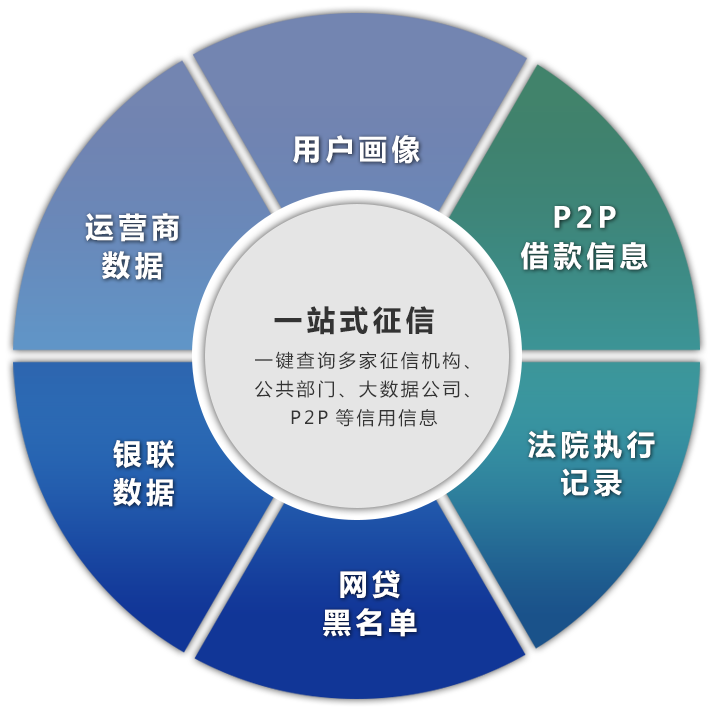 用户画像
P2P
借款信息
法院执行
记录
网贷
黑名单
银联
数据
运营商
数据
一站式征信
一键查询多家征信机构、
公共部门、大数据公司、
P2P 等信用信息